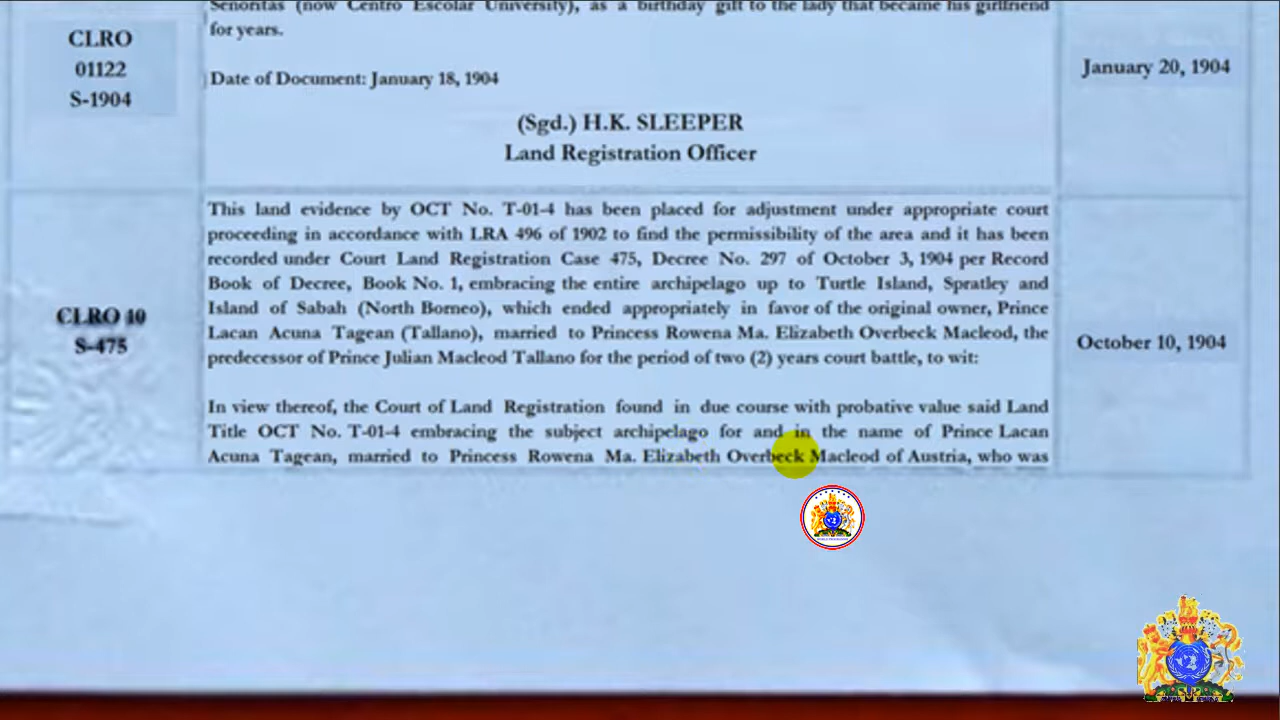 Senoritas (now Centro Escolar University), as a birthday gift to the lady that became his girlfriend
for years.
CLRO
01122
S-1904
Date of Document: January 18, 1904
January 20, 1904
(Sgd.) H.K. SLEEPER
Land Registration Officer
This land evidence by OCT No. T-01-4 has been placed for adjustment under appropriate court
proceeding in accordance with LRA 496 of 1902 to find the permissibility of the area and it has been
recorded under Court Land Registration Case 475, Decree No. 297 of October 3, 1904 per Record
Book of Decree, Book No. 1, embracing the entire archipelago up to Turtle Island, Spratley and
Island of Sabah (North Borneo), which ended appropriately in favor of the original owner, Prince
Lacan Acuna Tagean (Tallano), married to Princess Rowena Ma. Elizabeth Overbeck Macleod, the
predecessor of Prince Julian Macleod Tallano for the period of two (2) years court battle, to wit:
CLRO 10
S-475
October 10, 1904
In view thereof, the Court of Land Registration found in due course with probative value said Land
Title OCT No. T-01-4 embracing the subject archipelago for and in the name of Prince Lacan
Acuna Tagean, married to Princess Rowena Ma. Elizabeth Overbeck Macleod of Austria, who was